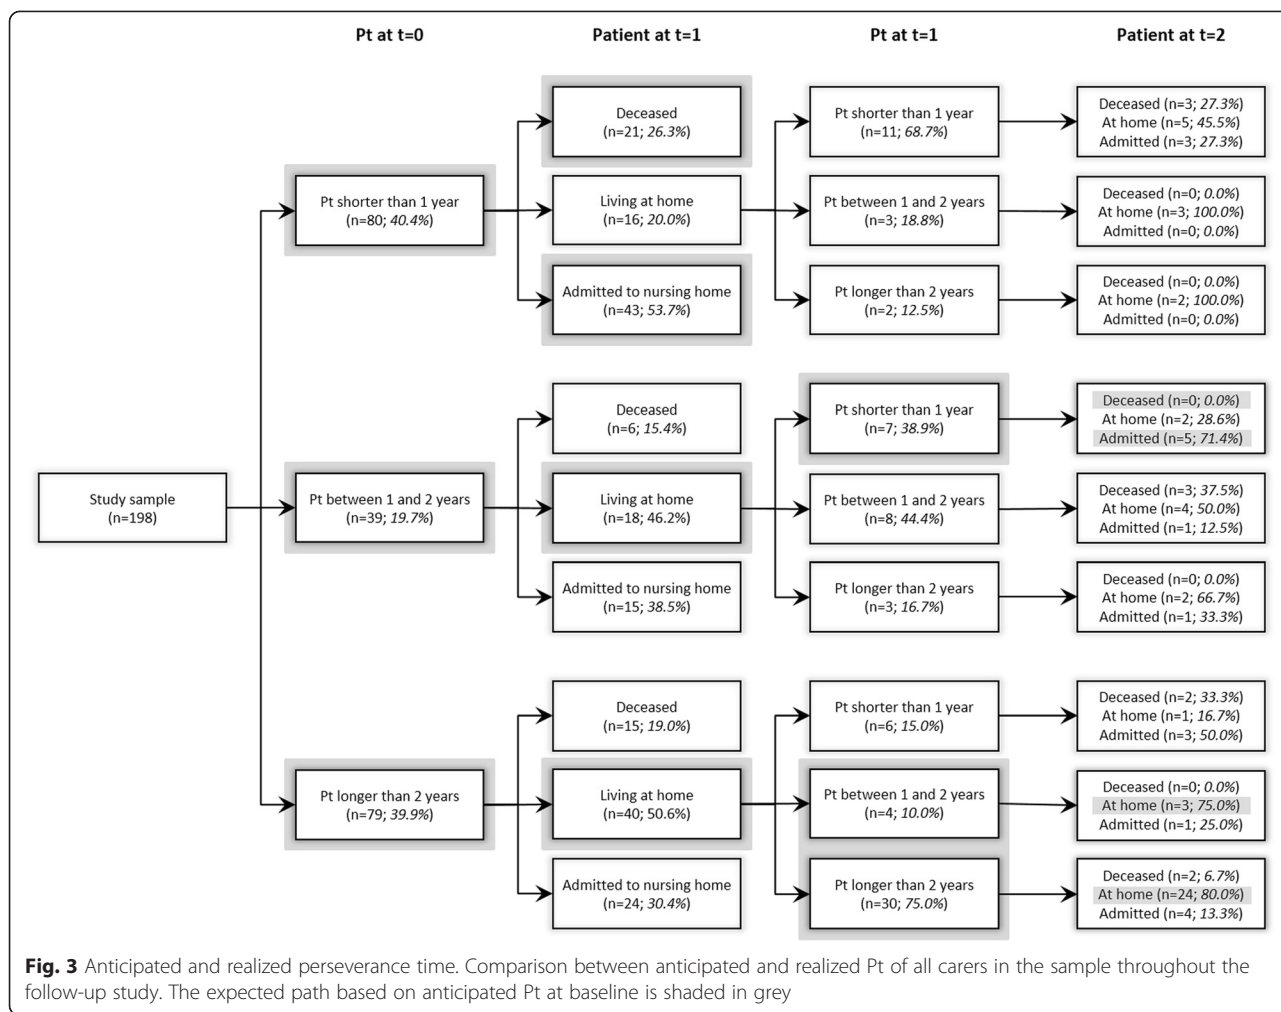 Pt at t=0
Patient at t=1
Pt at t=1
Patient at t=2
Study sample
(n=198)
Pt shorter than 1 year
(n=80; 40.4%)
Deceased
(n=21; 26.3%)
Living at home
(n=16; 20.0%)
Admitted to nursing home
(n=43; 53.7%)
Pt shorter than 1 year
(n=11; 68.7%)
Pt between 1 and 2 years
(n=3; 18.8%)
Pt longer than 2 years
(n=2; 12.5%)
Deceased (n=3; 27.3%)
At home (n=5; 45.5%)
Admitted (n=3; 27.3%)
Deceased (n=0; 0.0%)
At home (n=3; 100.0%)
Admitted (n=0; 0.0%)
Deceased (n=0; 0.0%)
At home (n=2; 100.0%)
Admitted (n=0; 0.0%)
Pt between 1 and 2 years
(n=39; 19.7%)
Deceased
(n=6; 15.4%)
Living at home
(n=18; 46.2%)
Admitted to nursing home
(n=15; 38.5%)
Pt shorter than 1 year
(n=7; 38.9%)
Pt between 1 and 2 years
(n=8; 44.4%)
Pt longer than 2 years
(n=3; 16.7%)
Deceased (n=0; 0.0%)
At home (n=2; 28.6%)
Admitted (n=5; 71.4%)
Deceased (n=3; 37.5%)
At home (n=4; 50.0%)
Admitted (n=1; 12.5%)
Deceased (n=0; 0.0%)
At home (n=2; 66.7%)
Admitted (n=1; 33.3%)
Pt longer than 2 years
(n=79; 39.9%)
Deceased
(n=15; 19.0%)
Living at home
(n=40; 50.6%)
Admitted to nursing home
(n=24; 30.4%)
Pt shorter than 1 year
(n=6; 15.0%)
Pt between 1 and 2 years
(n=4; 10.0%)
Pt longer than 2 years
(n=30; 75.0%)
Deceased (n=2; 33.3%)
At home (n=1; 16.7%)
Admitted (n=3; 50.0%)
Deceased (n=0; 0.0%)
At home (n=3; 75.0%)
Admitted (n=1; 25.0%)
Deceased (n=2; 6.7%)
At home (n=24; 80.0%)
Admitted (n=4; 13.3%)
Fig. 3 Anticipated and realized perseverance time. Comparison between anticipated and realized Pt of all carers in the sample throughout the
follow-up study. The expected path based on anticipated Pt at baseline is shaded in grey